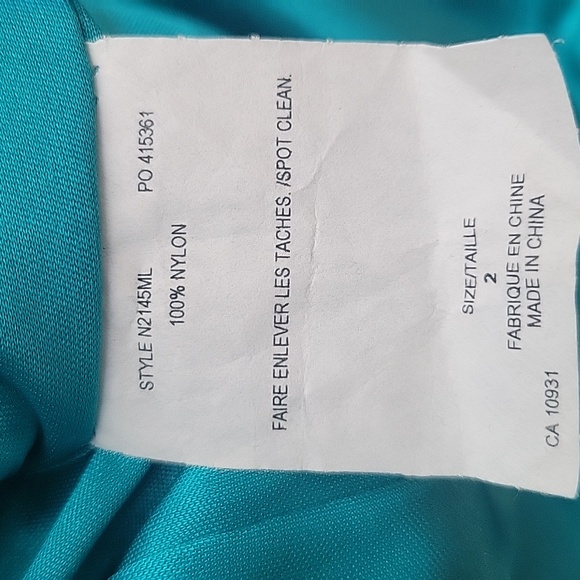 STYLE N2145ML PO 415361
100% NYLON
FAIRE ENLEVER LES TACHES. /SPOT CLEAN.
SIZE/TAILLE
2
FABRIQUE EN CHINE
MADE IN CHINA
CA 10931